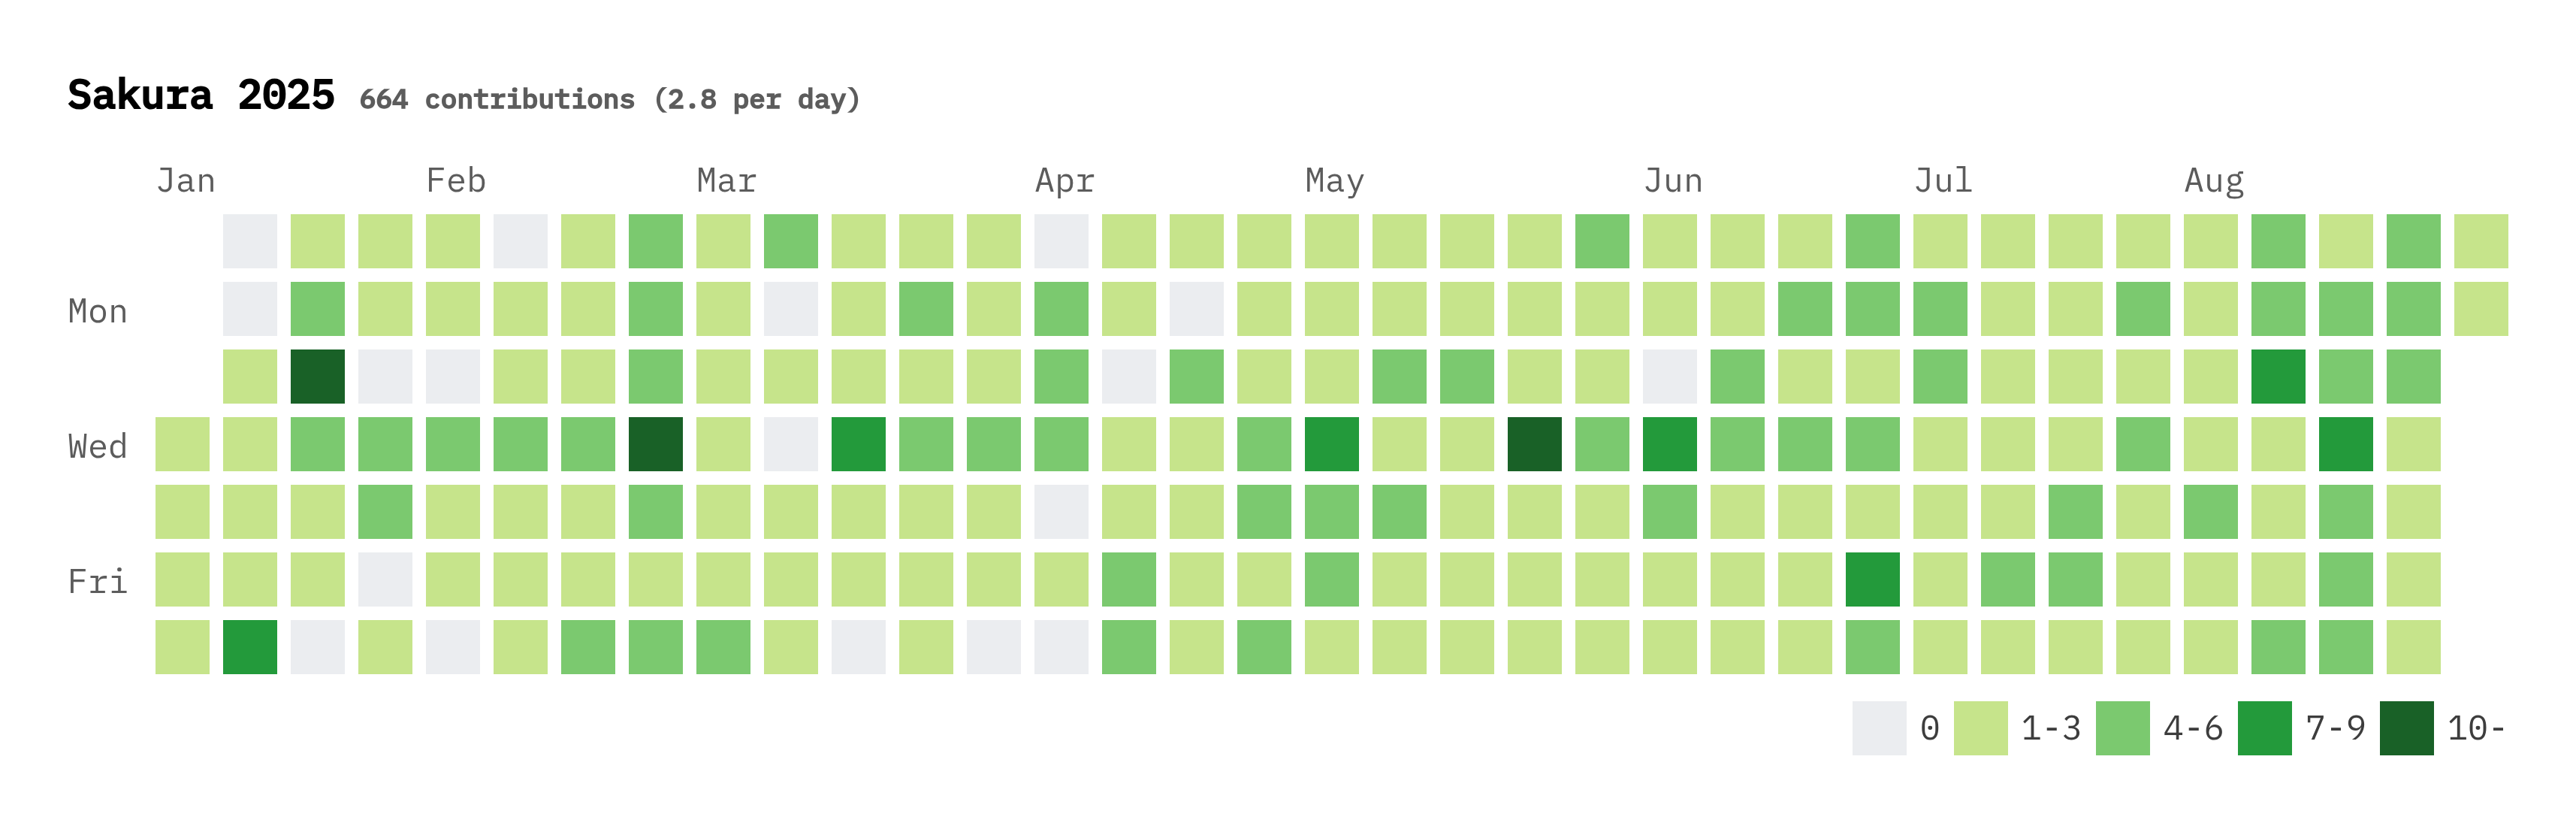 Sakura 2025 664 contributions (2.8 per day)
Jan Feb Mar Apr May Jun Jul Aug
Mon
Wed
Fri
0 1-3 4-6 7-9 10-